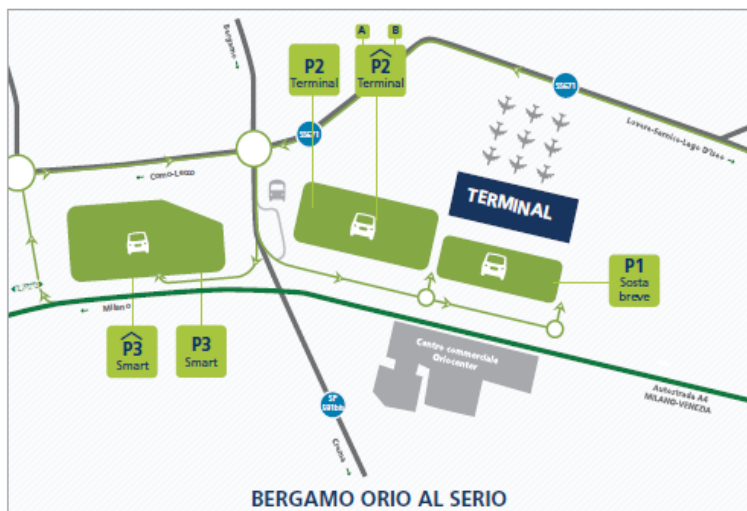 Bergamo
A
B
P2
Terminal
P2
Terminal
SS671
SS671
Lovere-Sarnico-Lago D'Iseo
Como-Lecco
TERMINAL
P1
Sosta
breve
Milano
P3
Smart
P3
Smart
Centro commerciale
Oriocenter
Autostrada A4
MILANO-VENEZIA
SP
591bis
Crema
BERGAMO ORIO AL SERIO